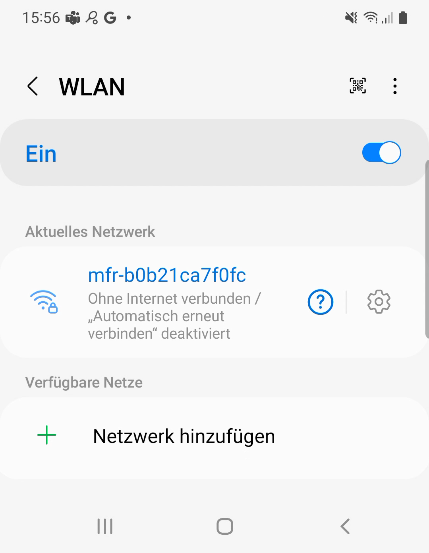 15:56
WLAN
Ein
Aktuelles Netzwerk
mfr-b0b21ca7f0fc
Ohne Internet verbunden /
„Automatisch erneut
verbinden“ deaktiviert
Verfügbare Netze
Netzwerk hinzufügen